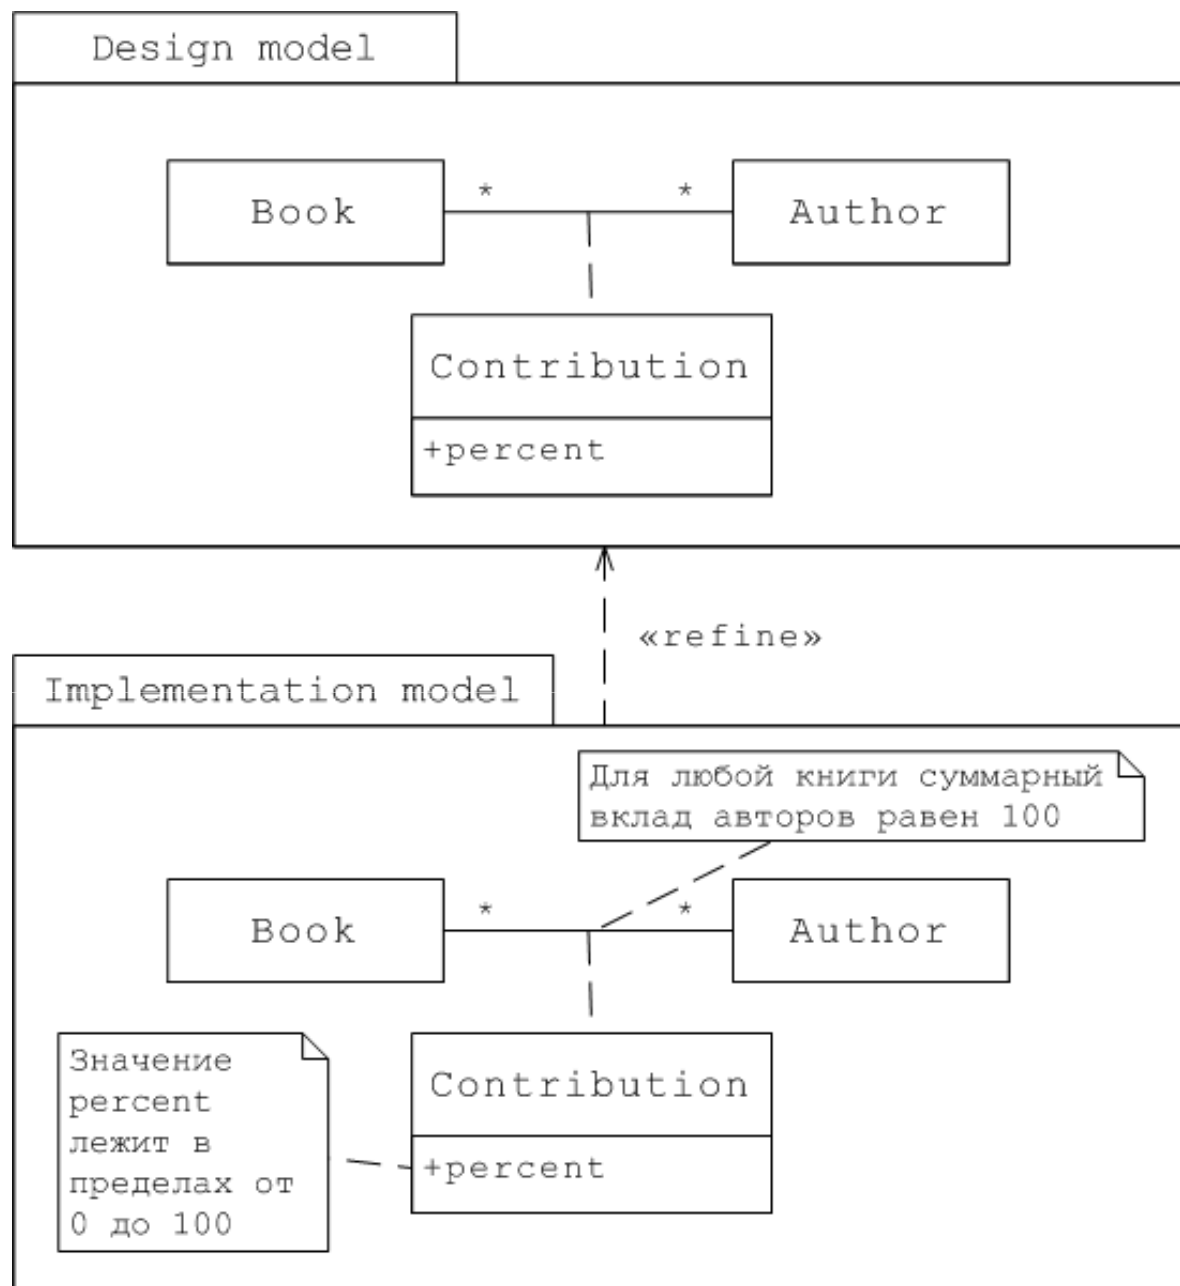 Design model
* *
Book Author
Contribution
+percent
«refine»
Implementation model
Для любой книги суммарный
вклад авторов равен 100
* *
Book Author
Значение
percent
лежит в
пределах от
0 до 100
Contribution
+percent